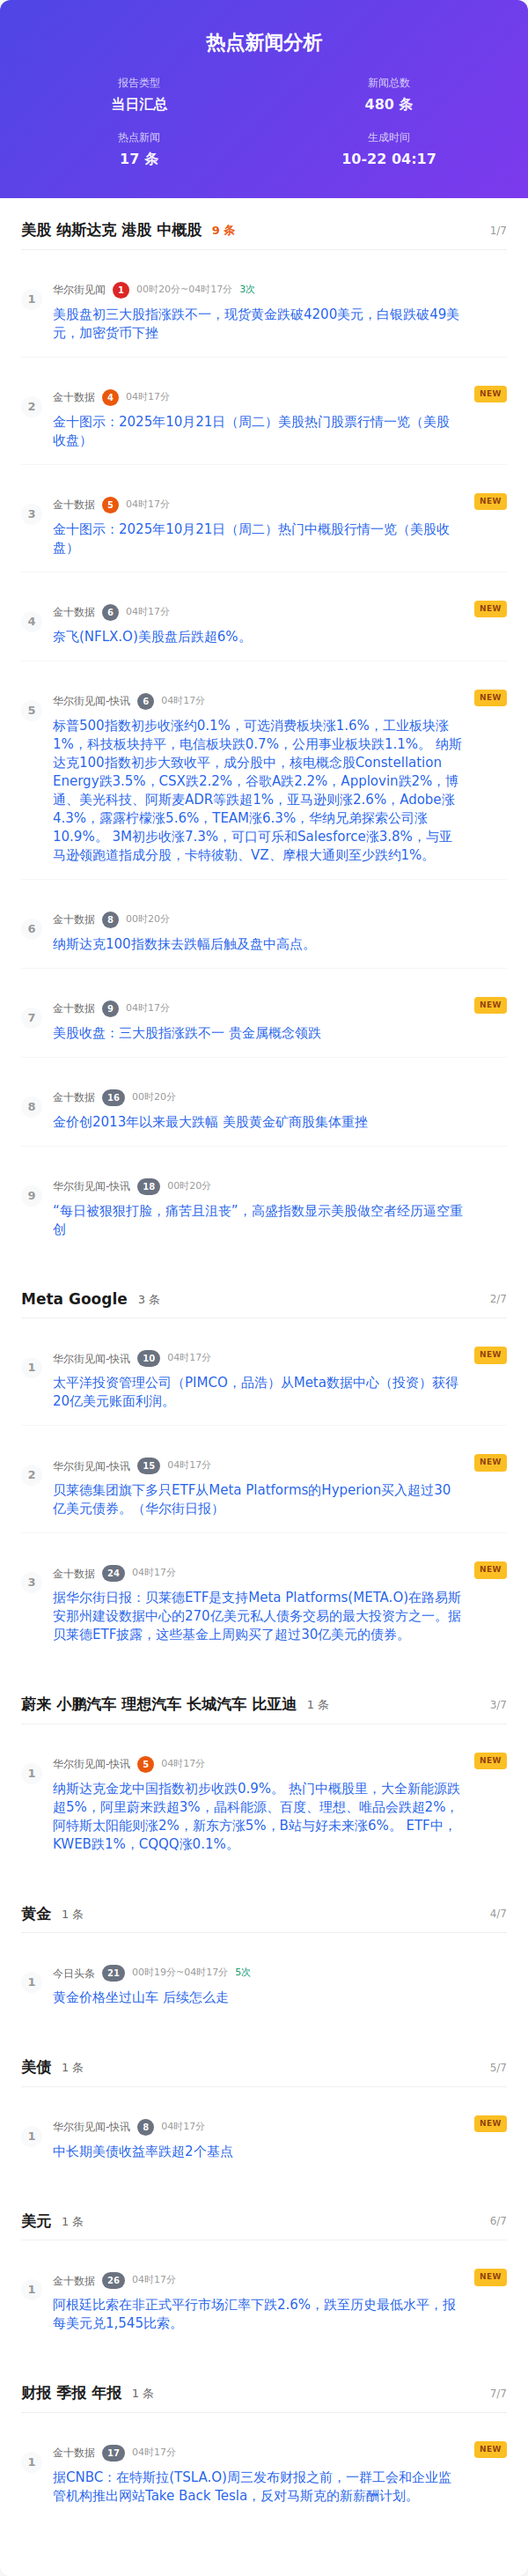 热点新闻分析
报告类型
新闻总数
当日汇总
480 条
热点新闻
生成时间
17 条
10-22 04:17
美股 纳斯达克 港股 中概股 9 条 1/7
1
华尔街见闻 1 00时20分~04时17分 3次
美股盘初三大股指涨跌不一，现货黄金跌破4200美元，白银跌破49美
元，加密货币下挫
2
金十数据 4 04时17分 NEW
金十图示：2025年10月21日（周二）美股热门股票行情一览（美股
收盘）
3
金十数据 5 04时17分 NEW
金十图示：2025年10月21日（周二）热门中概股行情一览（美股收
盘）
4
金十数据 6 04时17分 NEW
奈飞(NFLX.O)美股盘后跌超6%。
5
华尔街见闻-快讯 6 04时17分 NEW
标普500指数初步收涨约0.1%，可选消费板块涨1.6%，工业板块涨
1%，科技板块持平，电信板块跌0.7%，公用事业板块跌1.1%。 纳斯
达克100指数初步大致收平，成分股中，核电概念股Constellation
Energy跌3.5%，CSX跌2.2%，谷歌A跌2.2%，Applovin跌2%，博
通、美光科技、阿斯麦ADR等跌超1%，亚马逊则涨2.6%，Adobe涨
4.3%，露露柠檬涨5.6%，TEAM涨6.3%，华纳兄弟探索公司涨
10.9%。 3M初步收涨7.3%，可口可乐和Salesforce涨3.8%，与亚
马逊领跑道指成分股，卡特彼勒、VZ、摩根大通则至少跌约1%。
6
金十数据 8 00时20分
纳斯达克100指数抹去跌幅后触及盘中高点。
7
金十数据 9 04时17分 NEW
美股收盘：三大股指涨跌不一 贵金属概念领跌
8
金十数据 16 00时20分
金价创2013年以来最大跌幅 美股黄金矿商股集体重挫
9
华尔街见闻-快讯 18 00时20分
“每日被狠狠打脸，痛苦且沮丧”，高盛指数显示美股做空者经历逼空重
创
Meta Google 3 条 2/7
1
华尔街见闻-快讯 10 04时17分 NEW
太平洋投资管理公司（PIMCO，品浩）从Meta数据中心（投资）获得
20亿美元账面利润。
2
华尔街见闻-快讯 15 04时17分 NEW
贝莱德集团旗下多只ETF从Meta Platforms的Hyperion买入超过30
亿美元债券。（华尔街日报）
3
金十数据 24 04时17分 NEW
据华尔街日报：贝莱德ETF是支持Meta Platforms(META.O)在路易斯
安那州建设数据中心的270亿美元私人债务交易的最大投资方之一。据
贝莱德ETF披露，这些基金上周购买了超过30亿美元的债券。
蔚来 小鹏汽车 理想汽车 长城汽车 比亚迪 1 条 3/7
1
华尔街见闻-快讯 5 04时17分 NEW
纳斯达克金龙中国指数初步收跌0.9%。 热门中概股里，大全新能源跌
超5%，阿里蔚来跌超3%，晶科能源、百度、理想、唯品会跌超2%，
阿特斯太阳能则涨2%，新东方涨5%，B站与好未来涨6%。 ETF中，
KWEB跌1%，CQQQ涨0.1%。
黄金 1 条 4/7
1
今日头条 21 00时19分~04时17分 5次
黄金价格坐过山车 后续怎么走
美债 1 条 5/7
1
华尔街见闻-快讯 8 04时17分 NEW
中长期美债收益率跌超2个基点
美元 1 条 6/7
1
金十数据 26 04时17分 NEW
阿根廷比索在非正式平行市场汇率下跌2.6%，跌至历史最低水平，报
每美元兑1,545比索。
财报 季报 年报 1 条 7/7
1
金十数据 17 04时17分 NEW
据CNBC：在特斯拉(TSLA.O)周三发布财报之前，一群工会和企业监
管机构推出网站Take Back Tesla，反对马斯克的新薪酬计划。